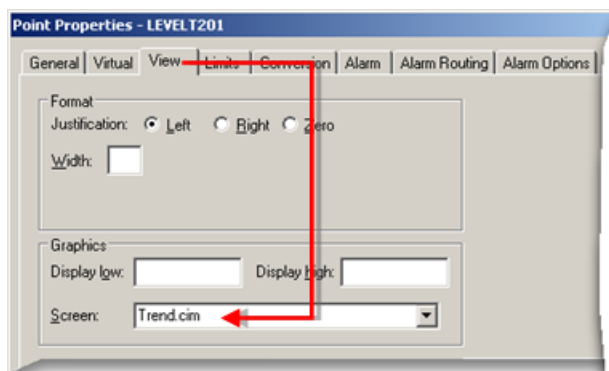 Point Properties - LEVELT201
General Virtual View Limits Conversion Alarm Alarm Routing Alarm Options
Format
Justification: Left Right Zero
Width:
Graphics
Display low: Display high:
Screen: Trend.cim